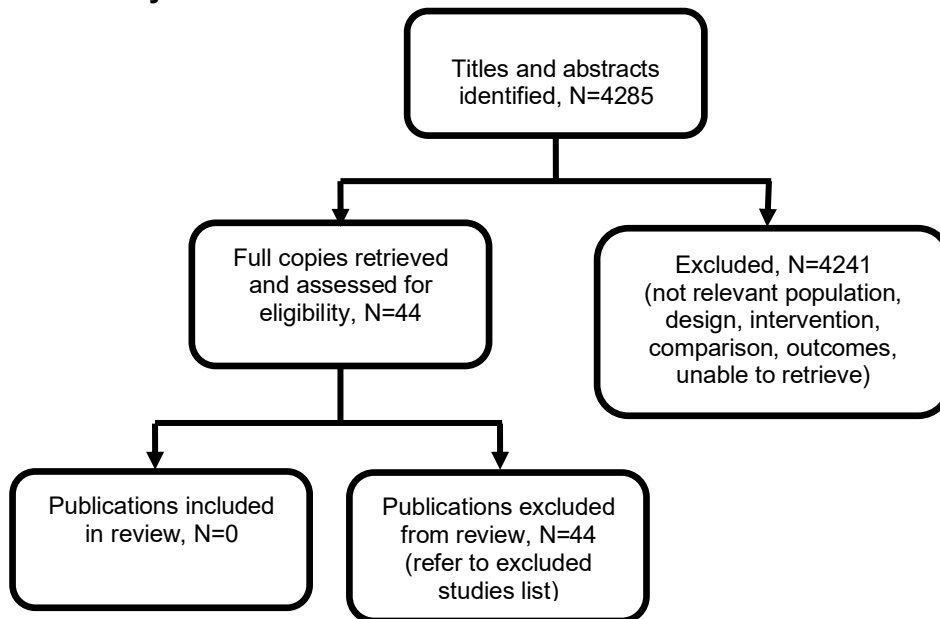 Titles and abstracts
identified, N=4285
Full copies retrieved
and assessed for
eligibility, N=44
Excluded, N=4241
(not relevant population,
design, intervention,
comparison, outcomes,
unable to retrieve)
Publications included
in review, N=0
Publications excluded
from review, N=44
(refer to excluded
studies list)